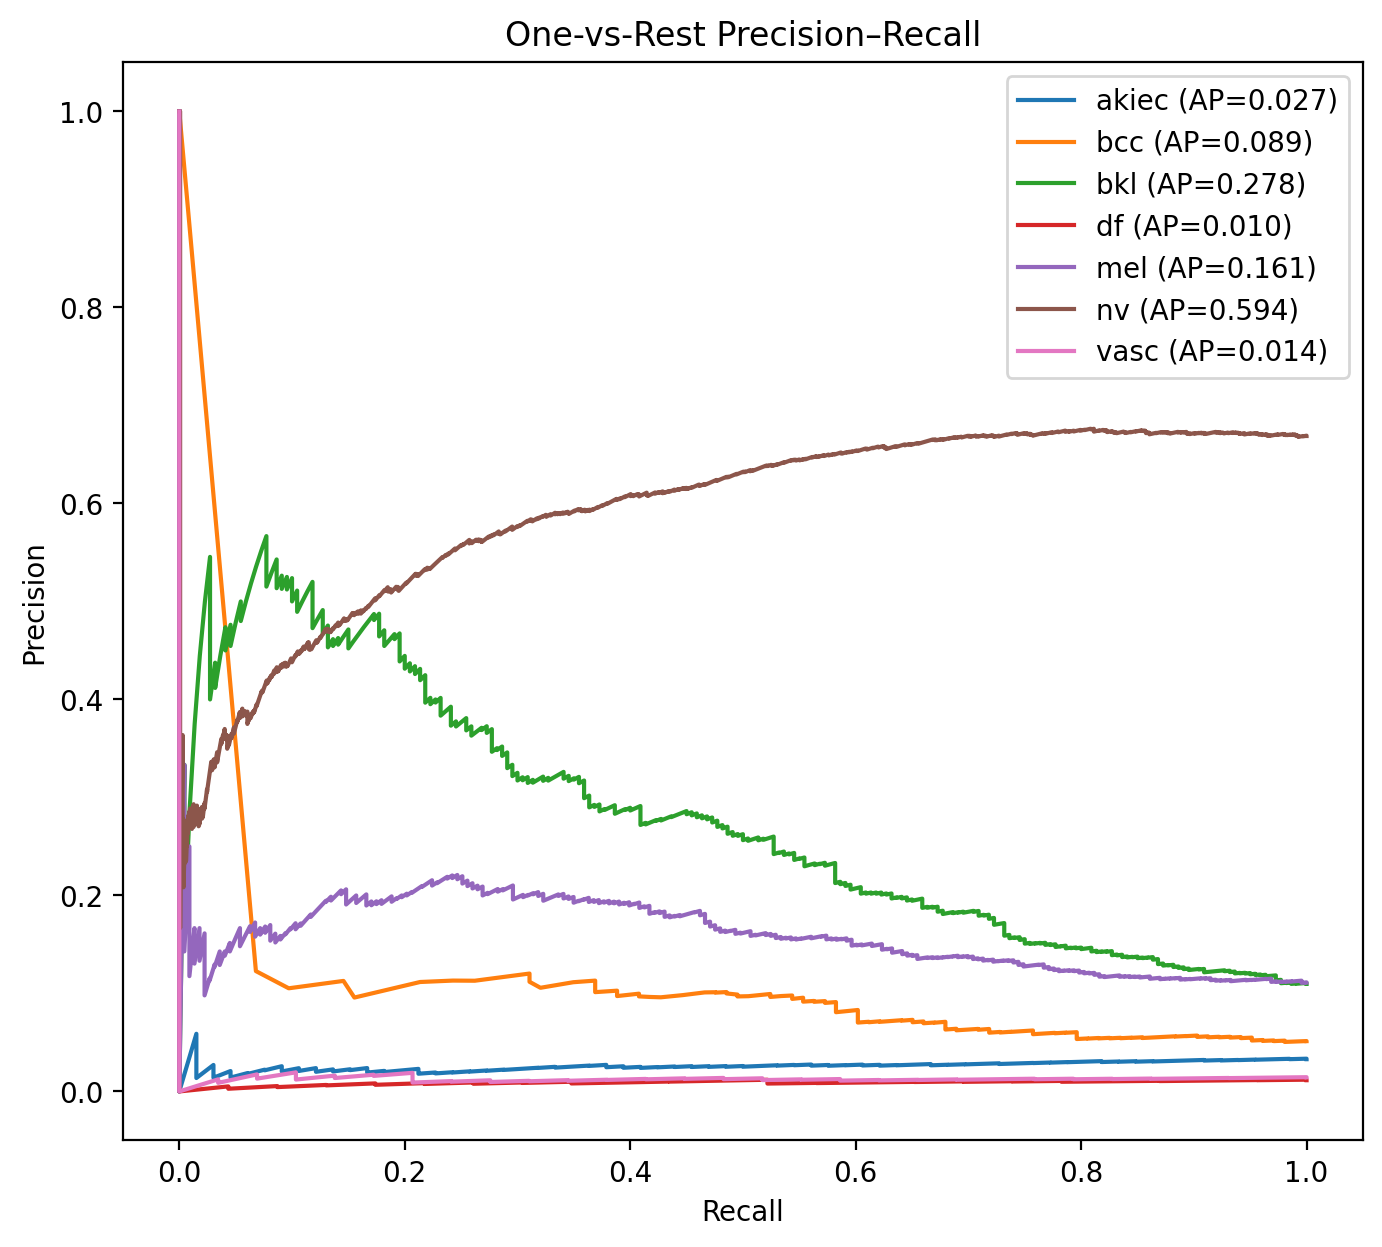 One-vs-Rest Precision–Recall
akiec (AP=0.027)
bcc (AP=0.089)
bkl (AP=0.278)
df (AP=0.010)
mel (AP=0.161)
nv (AP=0.594)
vasc (AP=0.014)
Precision
1.0
0.8
0.6
0.4
0.2
0.0
0.0 0.2 0.4 0.6 0.8 1.0
Recall